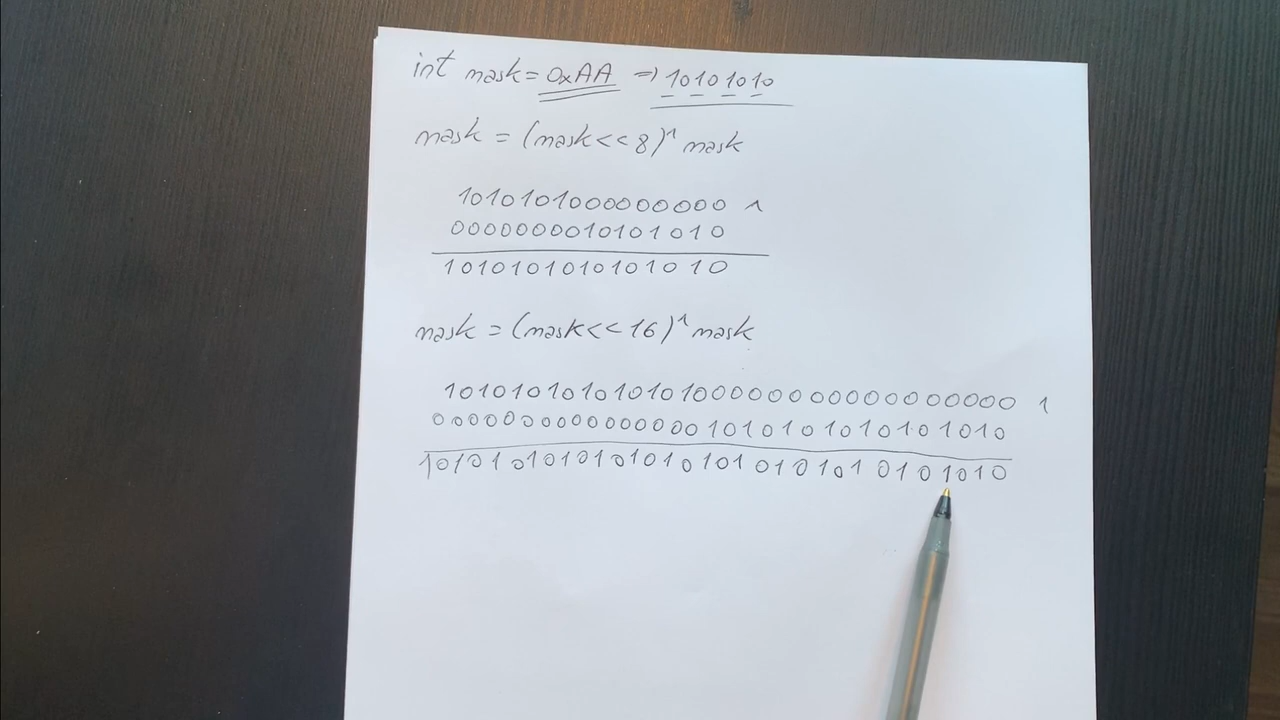 int mask = 0xAA => 10101010
mask = (mask<<8)^ mask
1010101000000000 ^
0000000010101010
1010101010101010
mask = (mask<<16)^ mask
10101010101010100000000000000000 ^
00000000000000001010101010101010
10101010101010101010101010101010